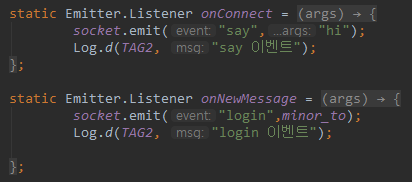 static Emitter.Listener onConnect = (args) → {
socket.emit( event: "say", ...args: "hi");
Log.d(TAG2, msg: "say 이벤트");
};
static Emitter.Listener onNewMessage = (args) → {
socket.emit( event: "login",minor_to);
Log.d(TAG2, msg: "login 이벤트");
};